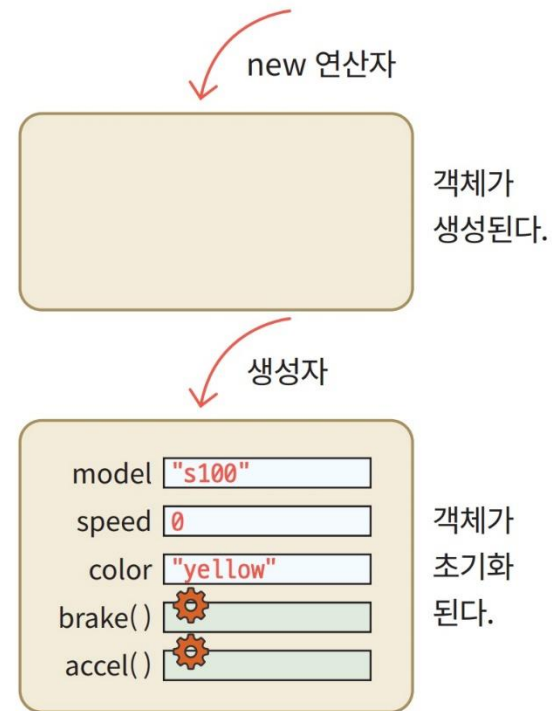 new 연산자
객체가
생성된다.
생성자
model "s100"
speed 0
color "yellow"
brake()
accel()
객체가
초기화
된다.